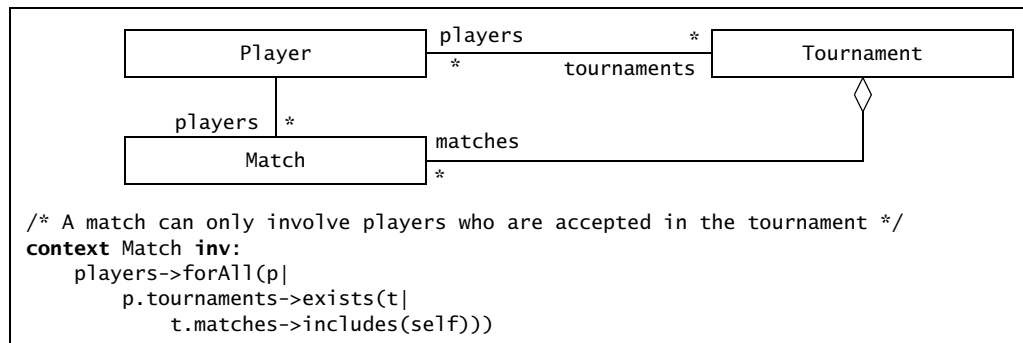 players *
Player Tournament
* tournaments
players *
matches
Match
*
/* A match can only involve players who are accepted in the tournament */
context Match inv:
players->forAll(p|
p.tournaments->exists(t|
t.matches->includes(self)))